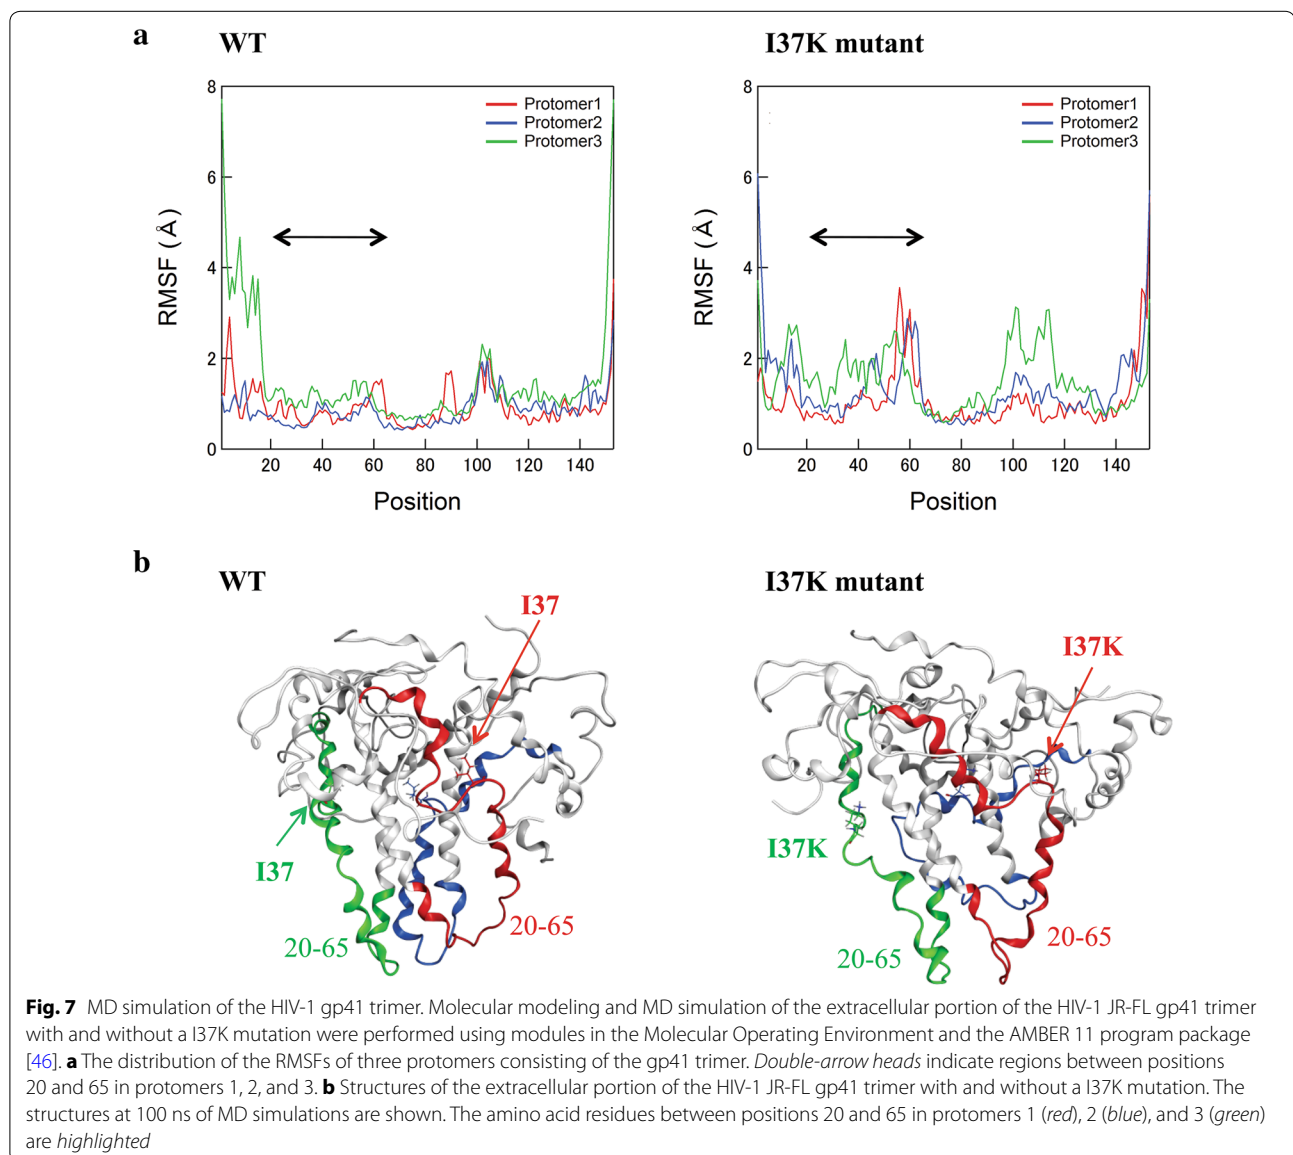 a
WT
I37K mutant
8
6
4
2
0
RMSF (Å)
Protomer1
Protomer2
Protomer3
20 40 60 80 100 120 140
Position
8
6
4
2
0
RMSF (Å)
Protomer1
Protomer2
Protomer3
20 40 60 80 100 120 140
Position
b
WT
I37K mutant
I37
I37
20-65
20-65
I37K
I37K
20-65
20-65
Fig. 7 MD simulation of the HIV-1 gp41 trimer. Molecular modeling and MD simulation of the extracellular portion of the HIV-1 JR-FL gp41 trimer
with and without a I37K mutation were performed using modules in the Molecular Operating Environment and the AMBER 11 program package
[46]. a The distribution of the RMSFs of three protomers consisting of the gp41 trimer. Double-arrow heads indicate regions between positions
20 and 65 in protomers 1, 2, and 3. b Structures of the extracellular portion of the HIV-1 JR-FL gp41 trimer with and without a I37K mutation. The
structures at 100 ns of MD simulations are shown. The amino acid residues between positions 20 and 65 in protomers 1 (red), 2 (blue), and 3 (green)
are highlighted